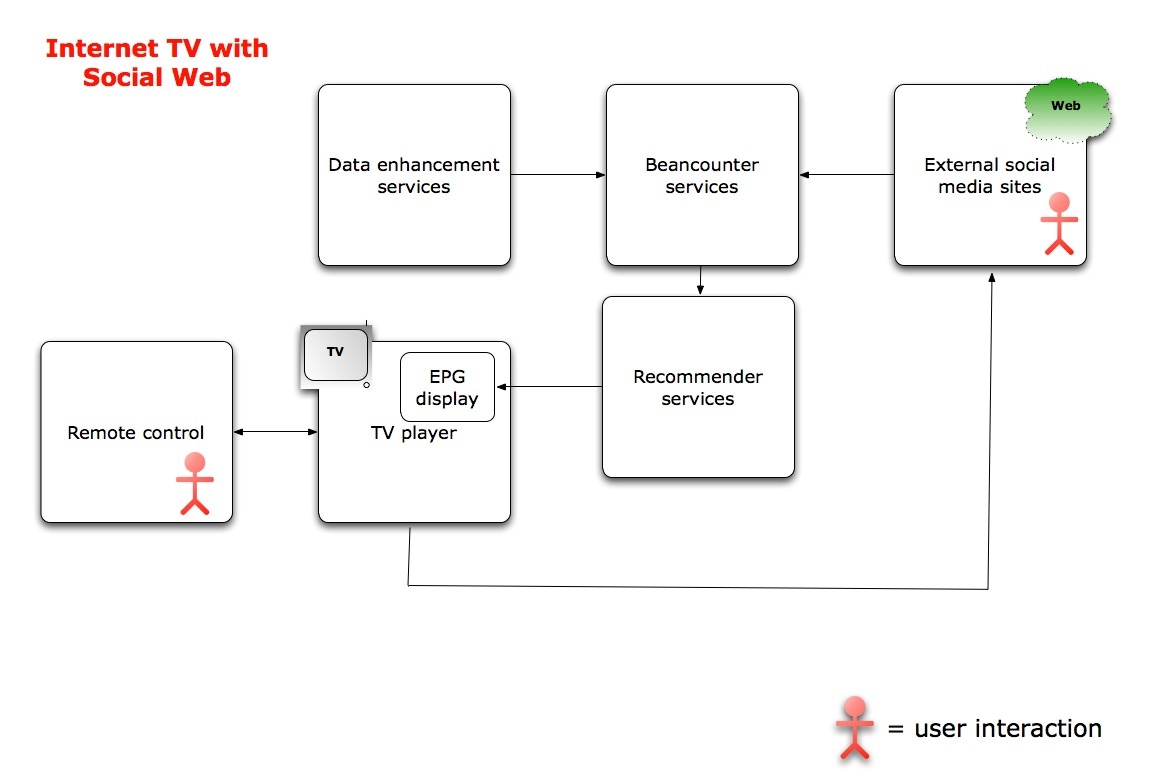 Internet TV with
Social Web
Data enhancement
services
Beancounter
services
Web
External social
media sites
Remote control
TV
EPG
display
TV player
Recommender
services
= user interaction